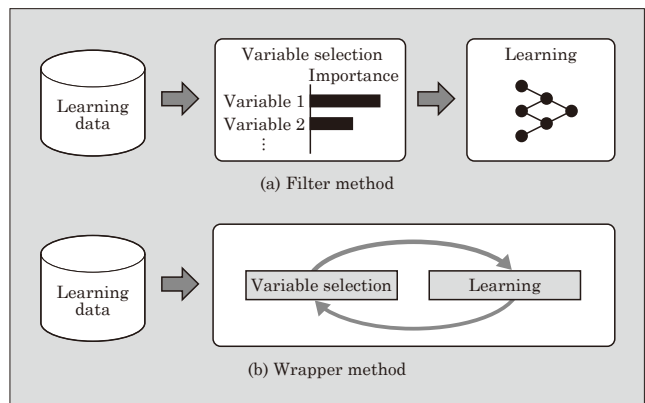 Learning
data
Variable selection
Importance
Variable 1
Variable 2
⋮
Learning
(a) Filter method
Learning
data
Variable selection
Learning
(b) Wrapper method